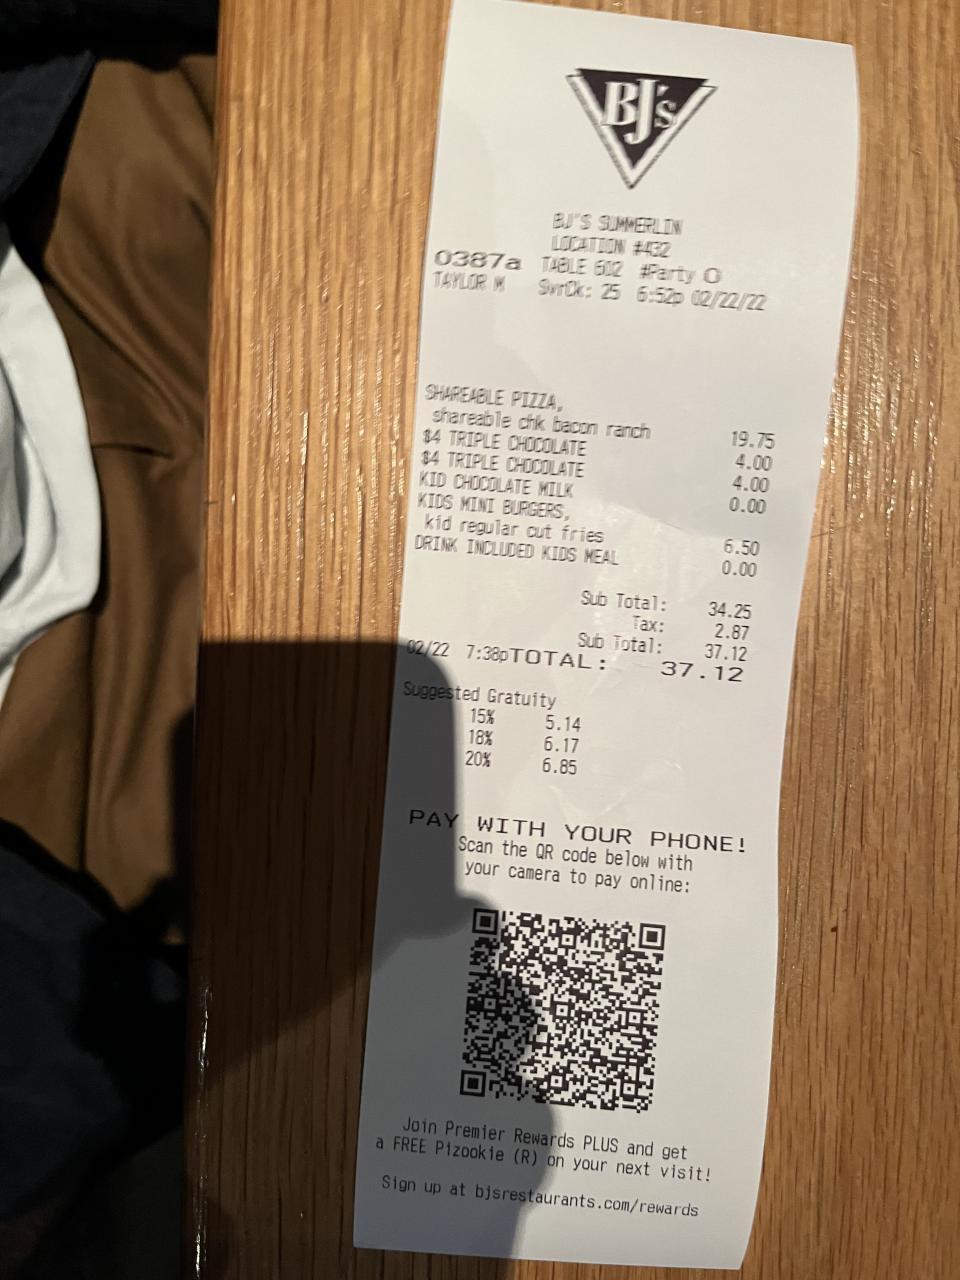 BJ's
BJ'S SUMMERLIN
LOCATION #432
0387a TABLE 602 #Party 0
TAYLOR M SvrCk: 25 6:52p 02/22/22
SHAREABLE PIZZA,
shareable chk bacon ranch 19.75
$4 TRIPLE CHOCOLATE 4.00
$4 TRIPLE CHOCOLATE 4.00
KID CHOCOLATE MILK 0.00
KIDS MINI BURGERS,
kid regular cut fries 6.50
DRINK INCLUDED KIDS MEAL 0.00
Sub Total: 34.25
Tax: 2.87
Sub Total: 37.12
02/22 7:38pTOTAL: 37.12
Suggested Gratuity
15% 5.14
18% 6.17
20% 6.85
PAY WITH YOUR PHONE!
Scan the QR code below with
your camera to pay online:
Join Premier Rewards PLUS and get
a FREE Pizookie (R) on your next visit!
Sign up at bjsrestaurants.com/rewards